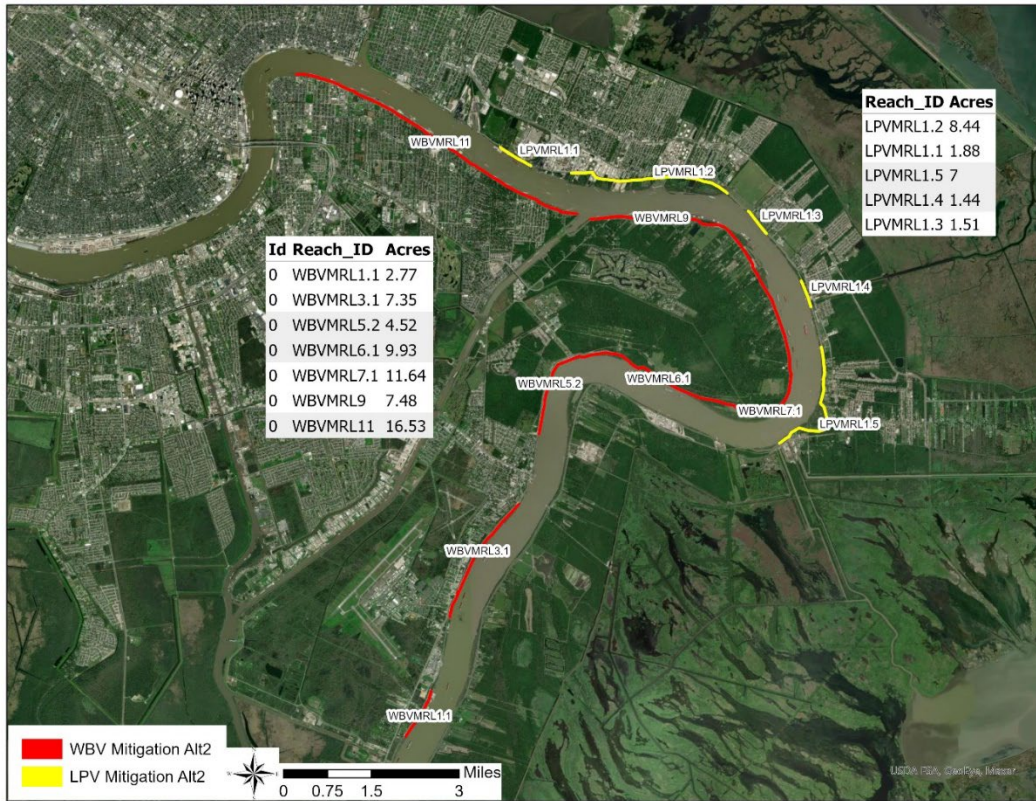 Reach_ID Acres
LPVMRL1.2 8.44
LPVMRL1.1 1.88
LPVMRL1.5 7
LPVMRL1.4 1.44
LPVMRL1.3 1.51
WBVMRL11
LPVMRL1.1
LPVMRL1.2
LPVMRL1.3
WBVMRL9
LPVMRL1.4
Id Reach_ID Acres
0 WBVMRL1.1 2.77
0 WBVMRL3.1 7.35
0 WBVMRL5.2 4.52
0 WBVMRL6.1 9.93
0 WBVMRL7.1 11.64
0 WBVMRL9 7.48
0 WBVMRL11 16.53
WBVMRL5.2
WBVMRL6.1
WBVMRL7.1
LPVMRL1.5
WBVMRL3.1
WBVMRL1.1
WBV Mitigation Alt2
LPV Mitigation Alt2
W N E S
Miles
0 0.75 1.5 3
USDA FSA, GeoEye, Maxar